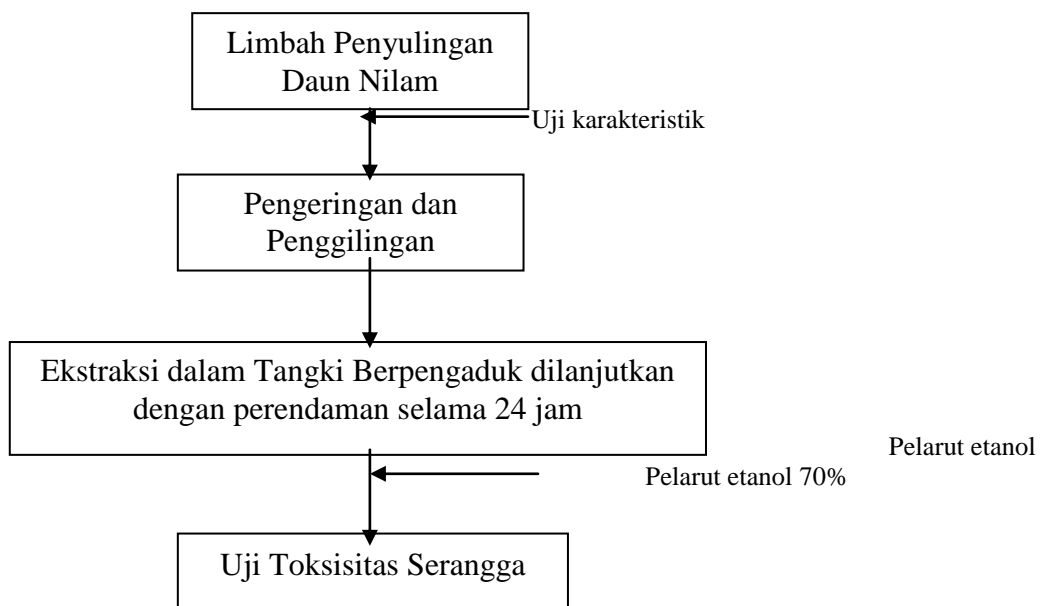 Limbah Penyulingan
Daun Nilam
Uji karakteristik
Pengeringan dan
Penggilingan
Ekstraksi dalam Tangki Berpengaduk dilanjutkan
dengan perendaman selama 24 jam
Pelarut etanol
Pelarut etanol 70%
Uji Toksisitas Serangga